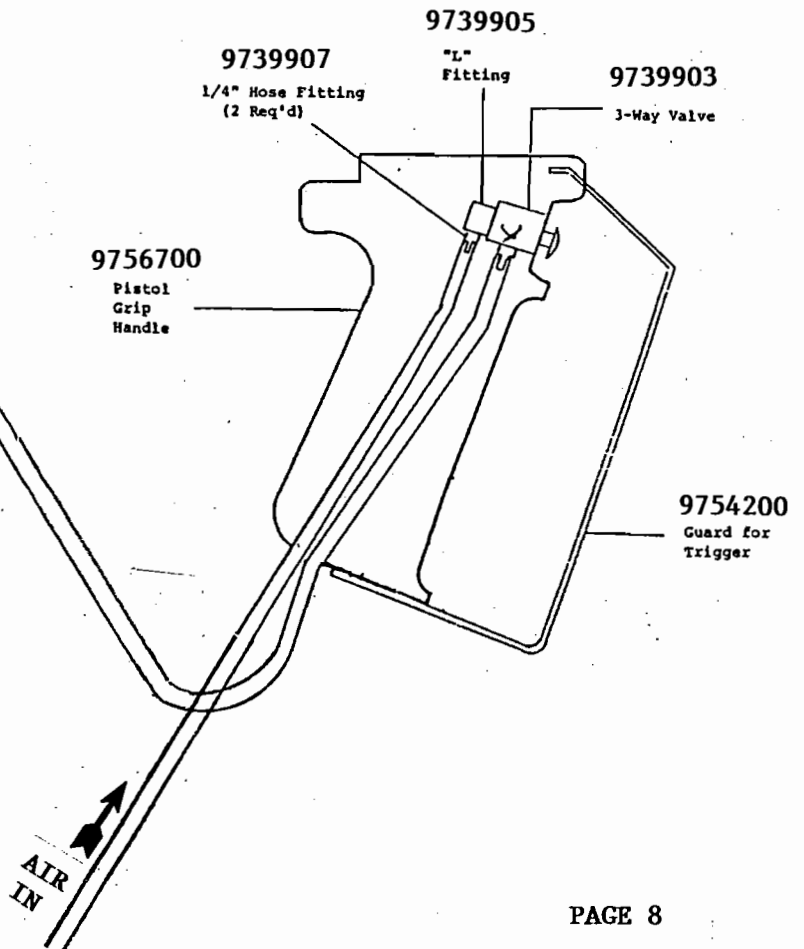 9739905
"L"
Fitting
9739907
1/4" Hose Fitting
(2 Req'd)
9739903
3-Way Valve
9756700
Pistol
Grip
Handle
9754200
Guard for
Trigger
AIR
IN
PAGE 8